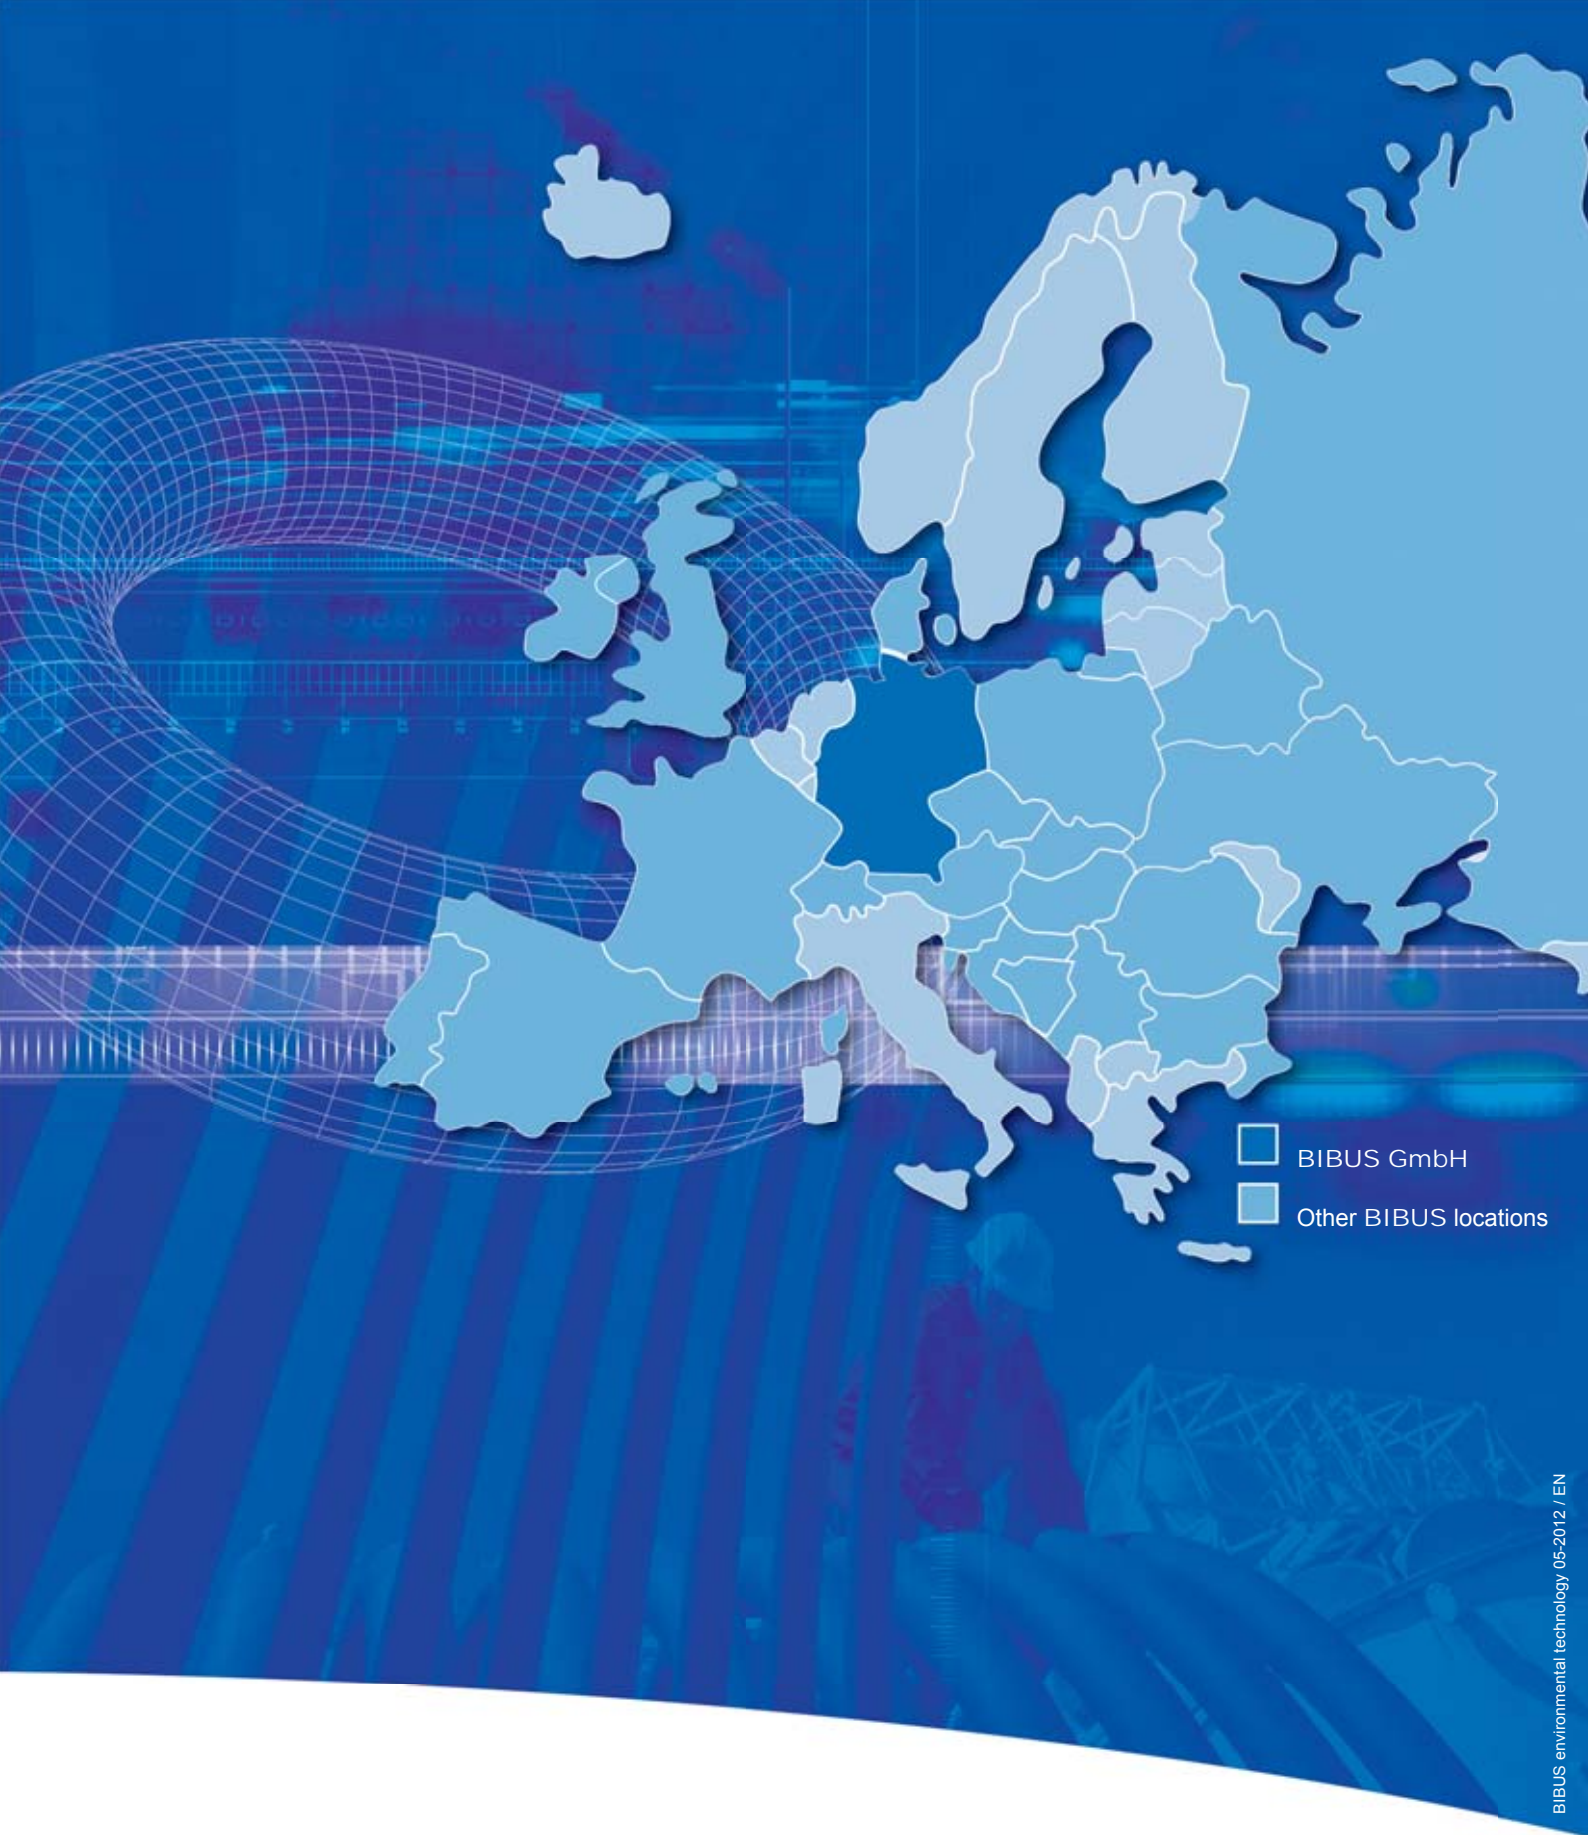 BIBUS GmbH
Other BIBUS locations
BIBUS environmental technology 05-2012 / EN